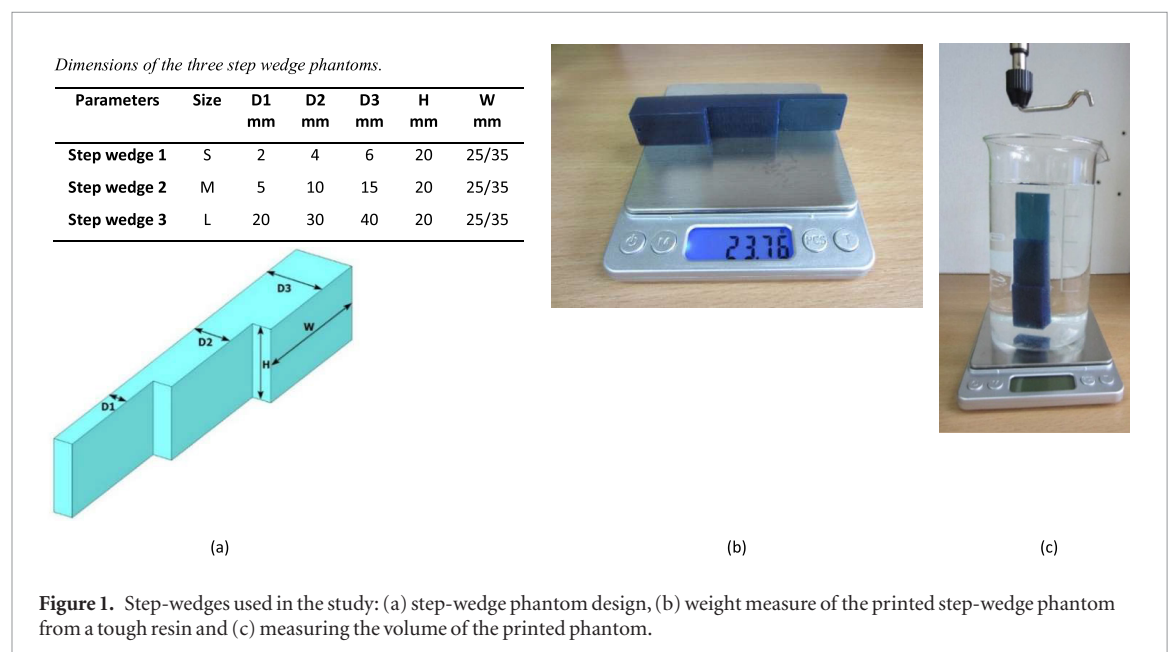 Dimensions of the three step wedge phantoms.
Parameters Size D1 mm D2 mm D3 mm H mm W mm
Step wedge 1 S 2 4 6 20 25/35
Step wedge 2 M 5 10 15 20 25/35
Step wedge 3 L 20 30 40 20 25/35
D3
W
D2
H
D1
23.76
M
PCS
T
(a)
(b)
(c)
Figure 1. Step-wedges used in the study: (a) step-wedge phantom design, (b) weight measure of the printed step-wedge phantom
from a tough resin and (c) measuring the volume of the printed phantom.